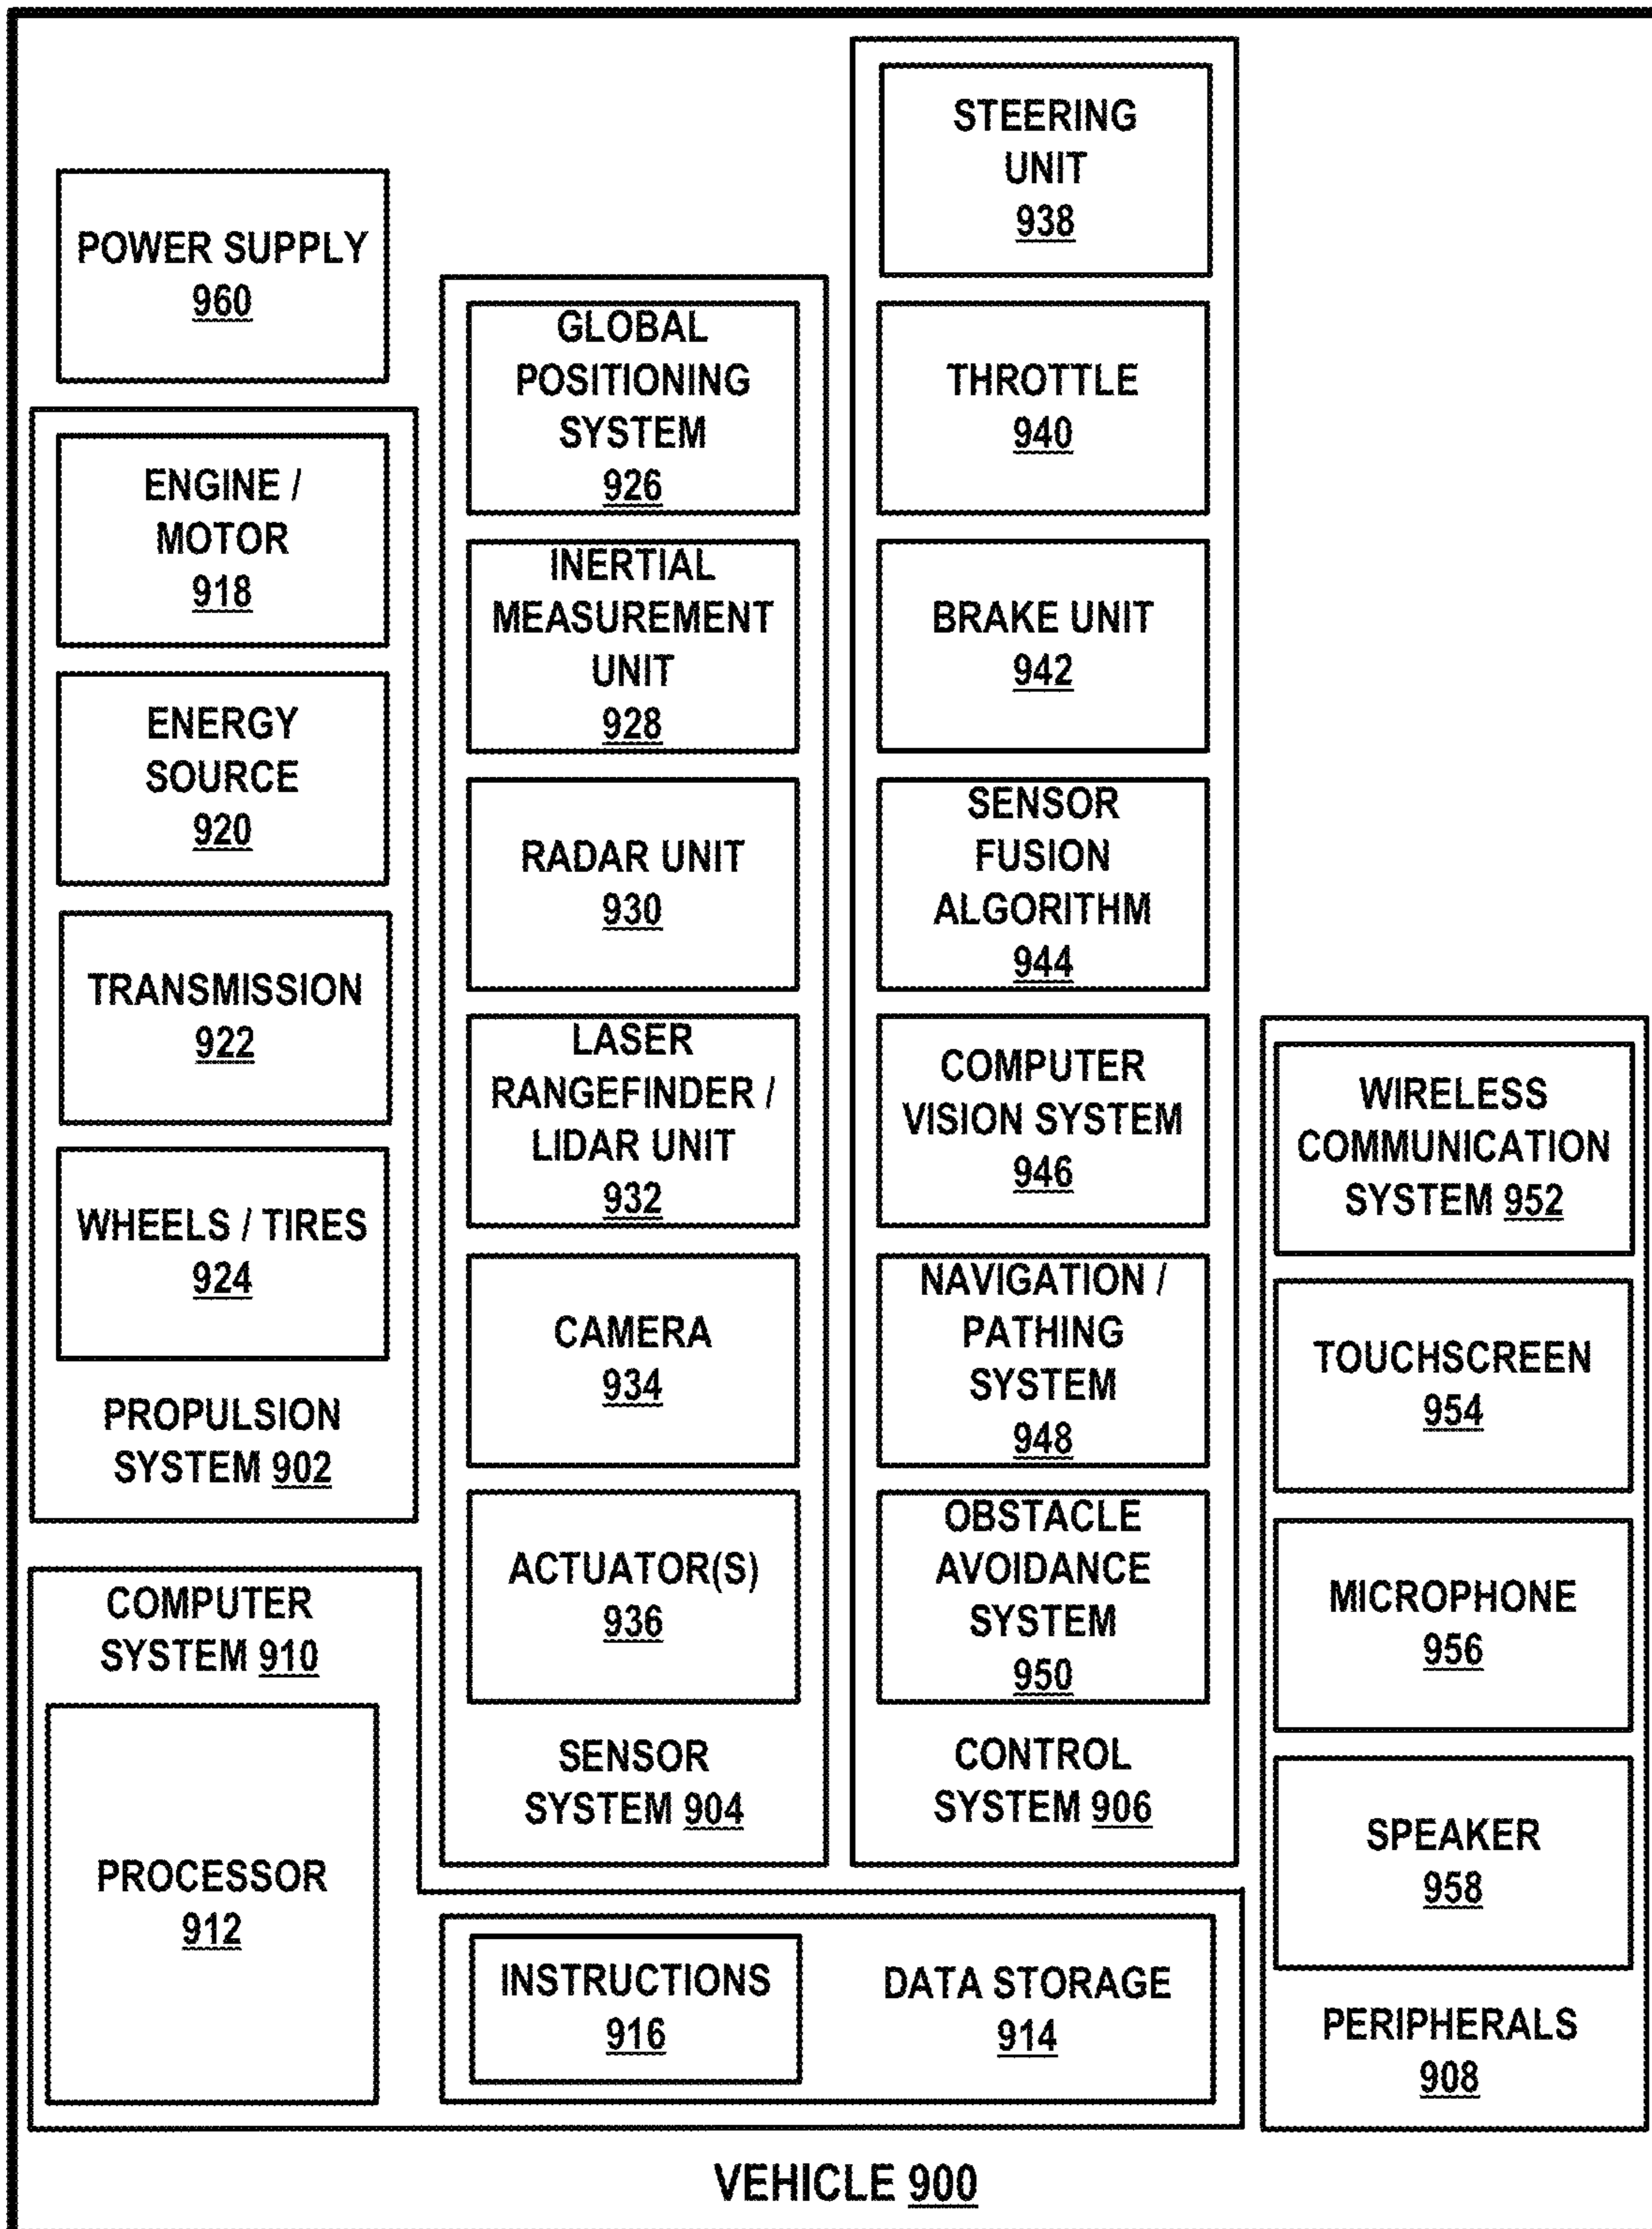 POWER SUPPLY
960
ENGINE /
MOTOR
918
ENERGY
SOURCE
920
TRANSMISSION
922
WHEELS / TIRES
924
PROPULSION
SYSTEM 902
COMPUTER
SYSTEM 910
PROCESSOR
912
GLOBAL
POSITIONING
SYSTEM
926
INERTIAL
MEASUREMENT
UNIT
928
RADAR UNIT
930
LASER
RANGEFINDER /
LIDAR UNIT
932
CAMERA
934
ACTUATOR(S)
936
SENSOR
SYSTEM 904
STEERING
UNIT
938
THROTTLE
940
BRAKE UNIT
942
SENSOR
FUSION
ALGORITHM
944
COMPUTER
VISION SYSTEM
946
NAVIGATION /
PATHING
SYSTEM
948
OBSTACLE
AVOIDANCE
SYSTEM
950
CONTROL
SYSTEM 906
INSTRUCTIONS
916
DATA STORAGE
914
WIRELESS
COMMUNICATION
SYSTEM 952
TOUCHSCREEN
954
MICROPHONE
956
SPEAKER
958
PERIPHERALS
908
VEHICLE 900